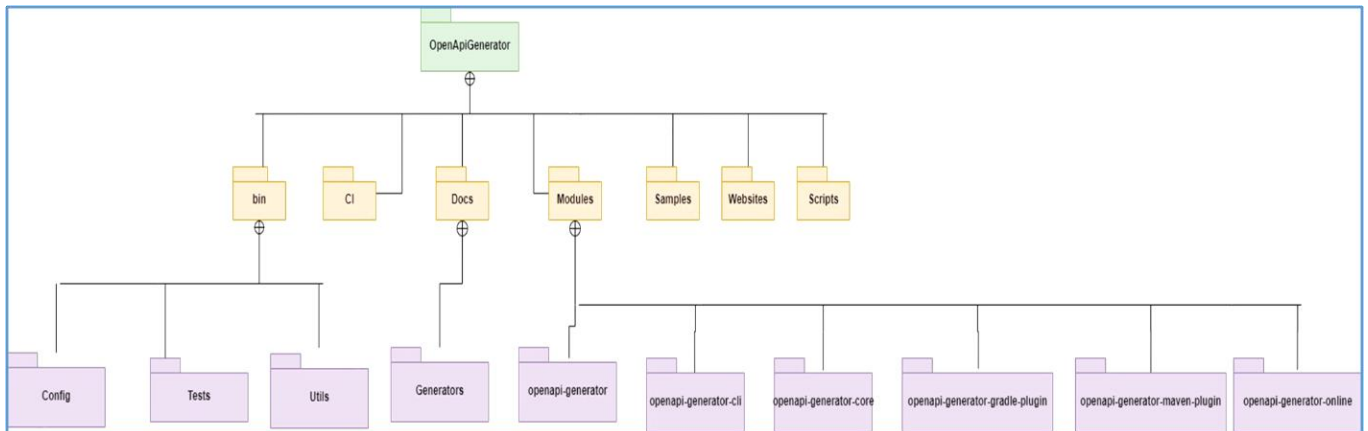 OpenApiGenerator
bin
CI
Docs
Modules
Samples
Websites
Scripts
Config
Tests
Utils
Generators
openapi-generator
openapi-generator-cli
openapi-generator-core
openapi-generator-gradle-plugin
openapi-generator-maven-plugin
openapi-generator-online